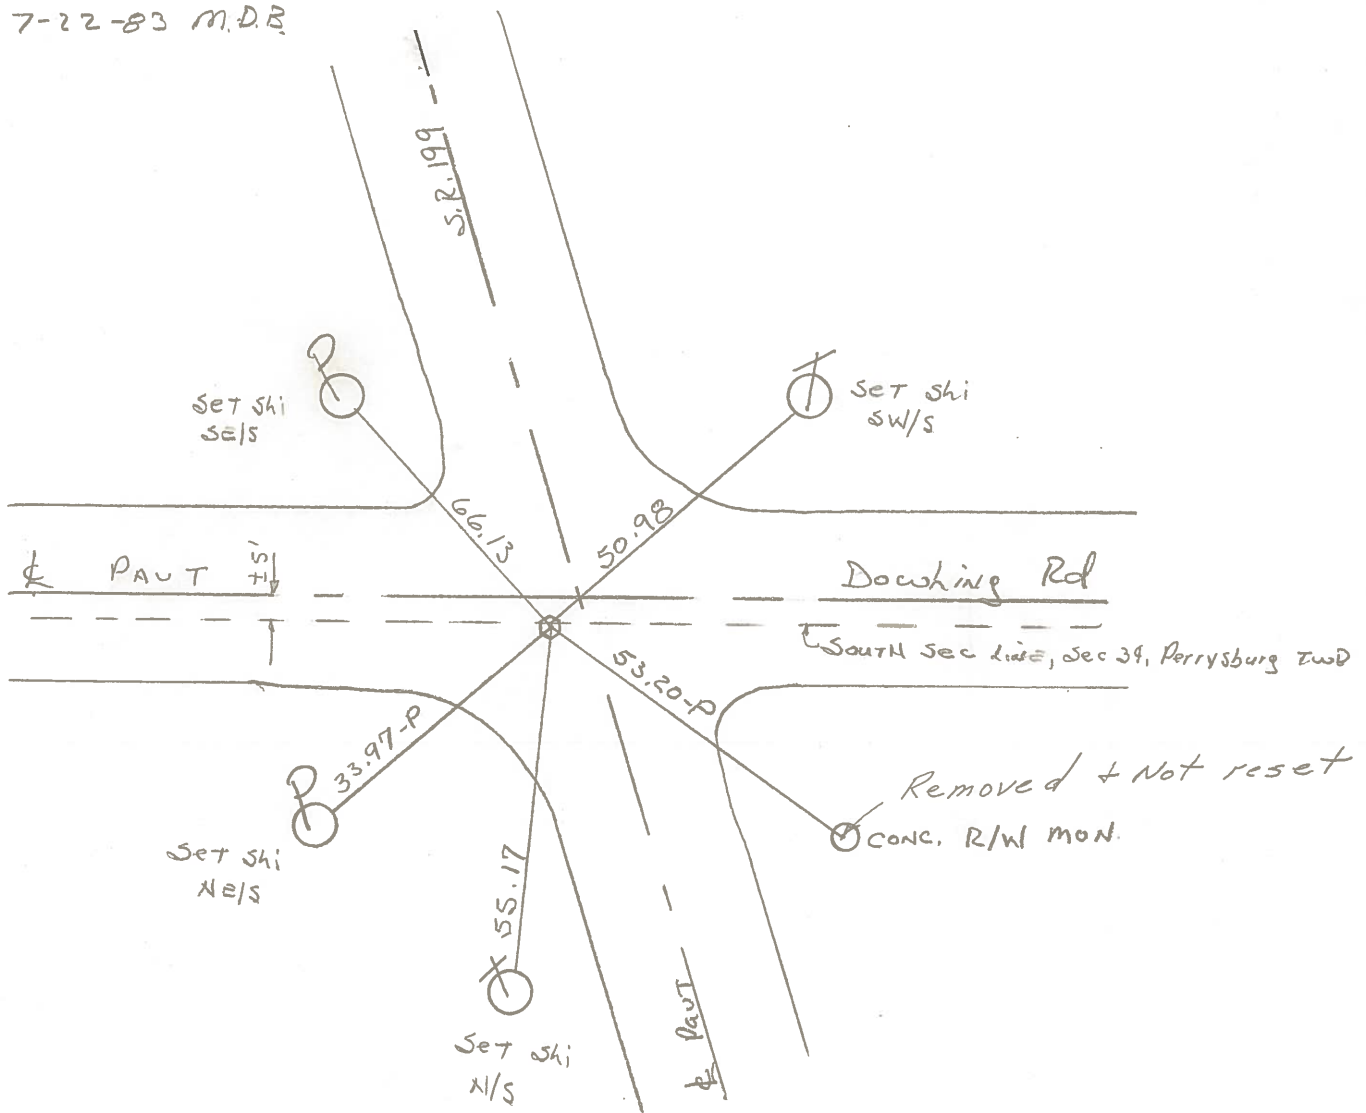 7-22-83 M.D.B.
S.R. 199
Set Shi
SE/S
Set Shi
SW/S
66.13
50.98
℄ PAVT
±5'
Dowling Rd
South Sec Line, Sec 34, Perrysburg Twp
53.20-P
33.97-P
Removed + Not reset
CONC. R/W MON.
Set Shi
NE/S
55.17
Set Shi
N/S
℄ Pavt